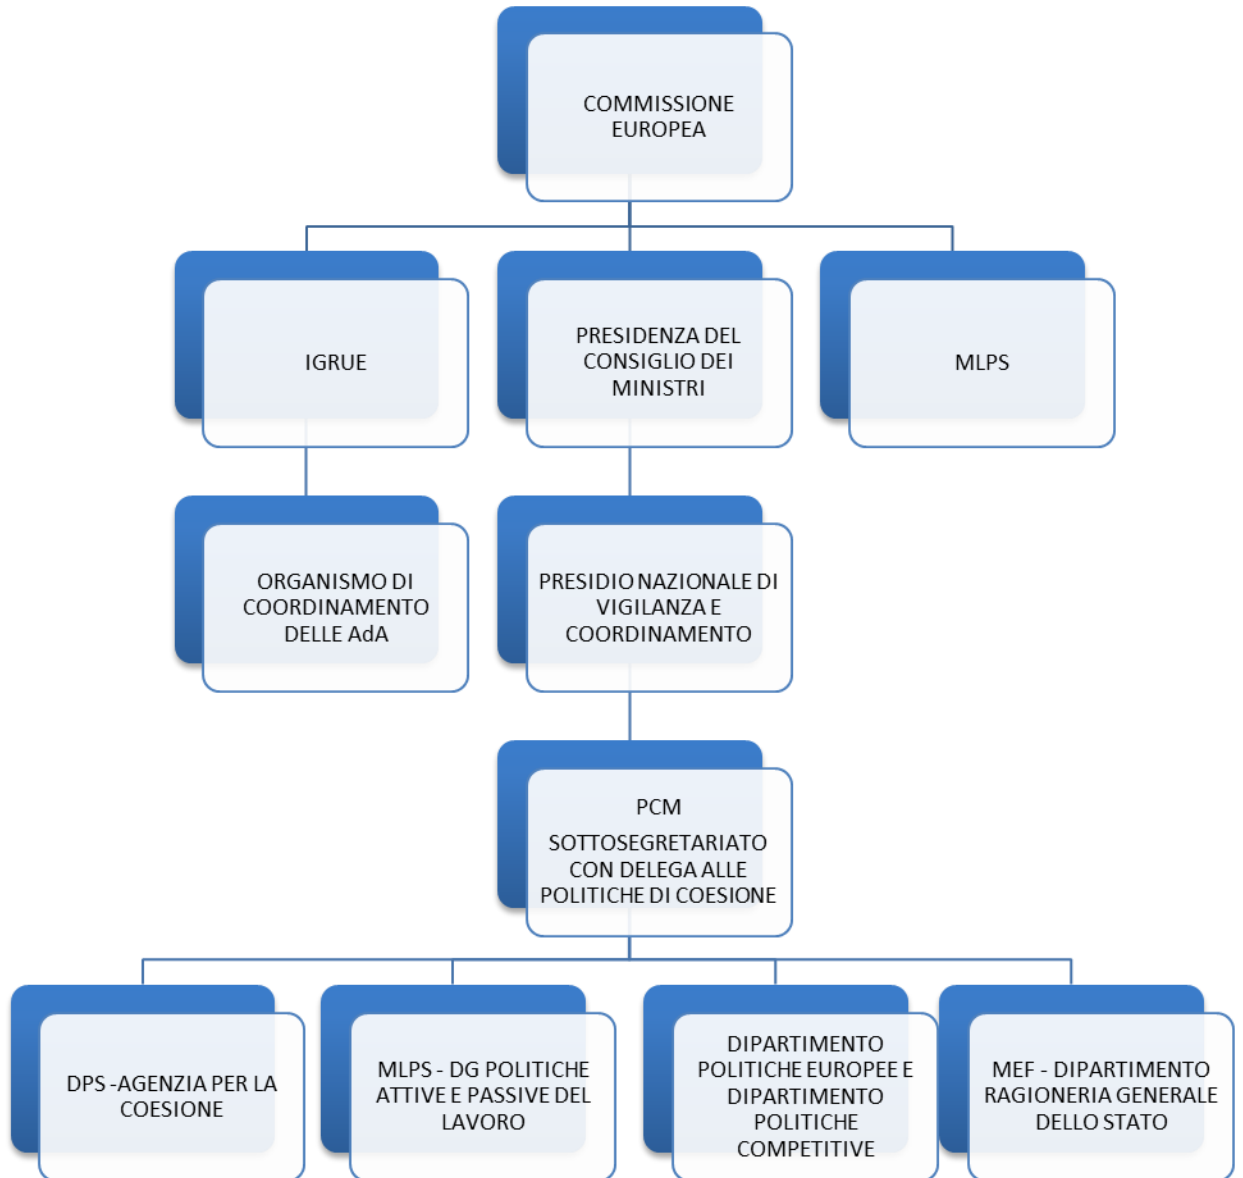 COMMISSIONE
EUROPEA
IGRUE
PRESIDENZA DEL
CONSIGLIO DEI
MINISTRI
MLPS
ORGANISMO DI
COORDINAMENTO
DELLE AdA
PRESIDIO NAZIONALE DI
VIGILANZA E
COORDINAMENTO
PCM
SOTTOSEGRETARIATO
CON DELEGA ALLE
POLITICHE DI COESIONE
DPS -AGENZIA PER LA
COESIONE
MLPS - DG POLITICHE
ATTIVE E PASSIVE DEL
LAVORO
DIPARTIMENTO
POLITICHE EUROPEE E
DIPARTIMENTO
POLITICHE
COMPETITIVE
MEF - DIPARTIMENTO
RAGIONERIA GENERALE
DELLO STATO